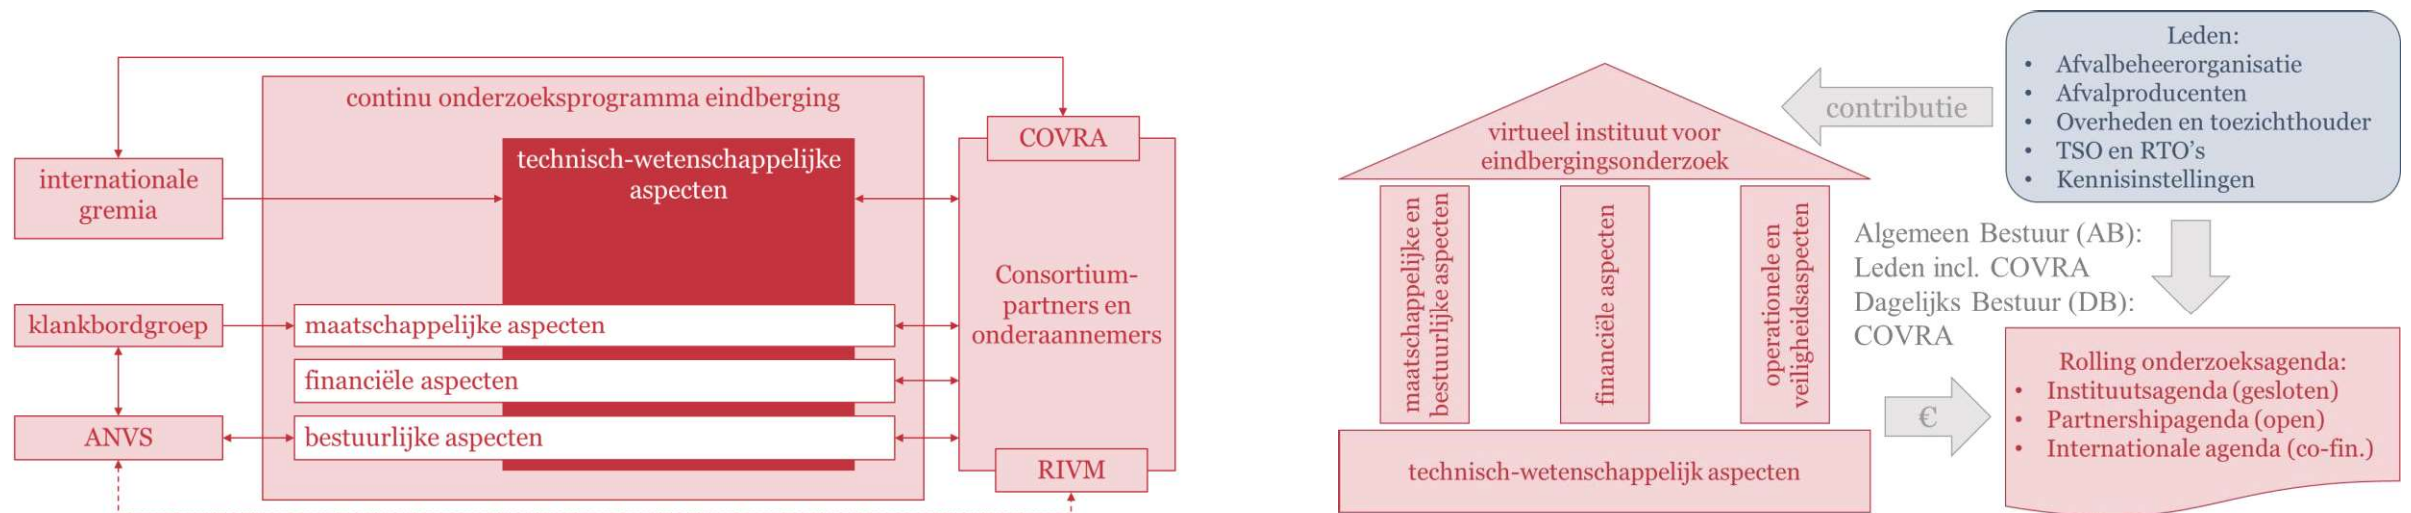 continu onderzoeksprogramma eindberging
technisch-wetenschappelijke
aspecten
COVRA
internationale
gremia
Consortium-
partners en
onderaannemers
klankbordgroep
maatschappelijke aspecten
financiële aspecten
ANVS
bestuurlijke aspecten
RIVM
virtueel instituut voor
eindbergingsonderzoek
contributie
Leden:
• Afvalbeheerorganisatie
• Afvalproducenten
• Overheden en toezichthouder
• TSO en RTO's
• Kennisinstellingen
maatschappelijke en
bestuurlijke aspecten
financiële aspecten
operationele en
veiligheidsaspecten
Algemeen Bestuur (AB):
Leden incl. COVRA
Dagelijks Bestuur (DB):
COVRA
€
Rolling onderzoeksagenda:
• Instituutsagenda (gesloten)
• Partnershipagenda (open)
• Internationale agenda (co-fin.)
technisch-wetenschappelijk aspecten